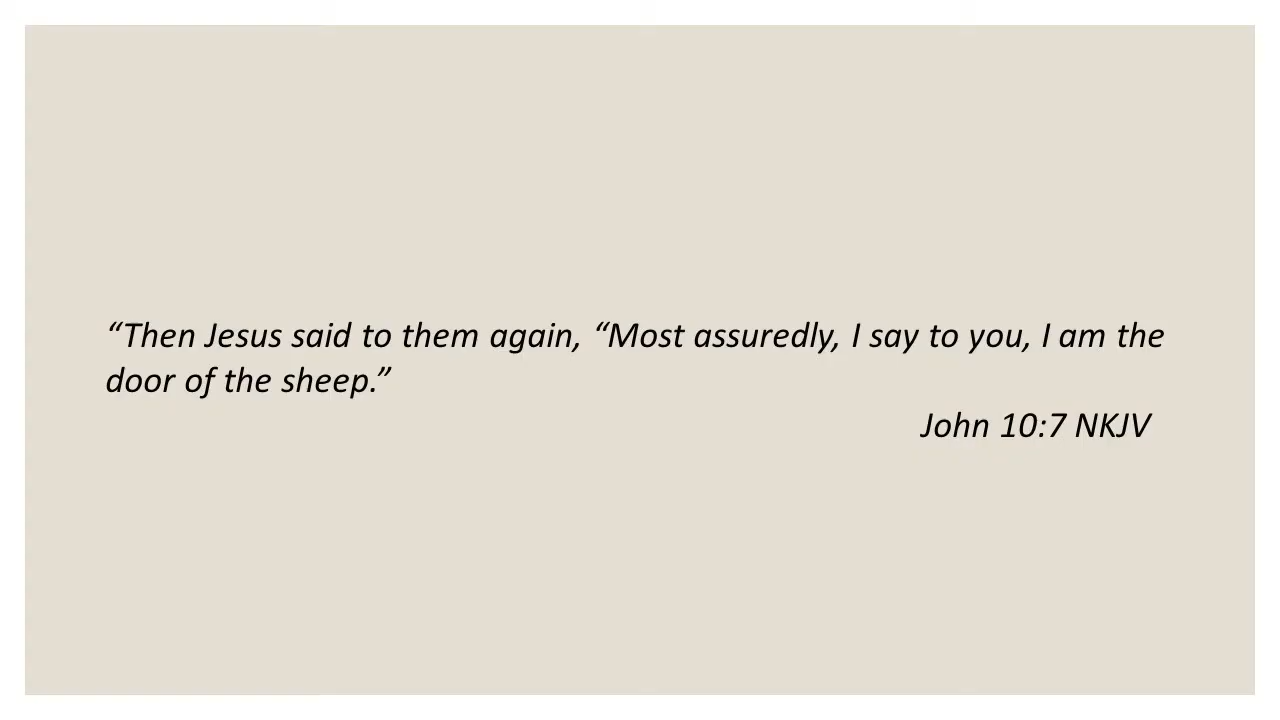 “Then Jesus said to them again, “Most assuredly, I say to you, I am the
door of the sheep.”
John 10:7 NKJV